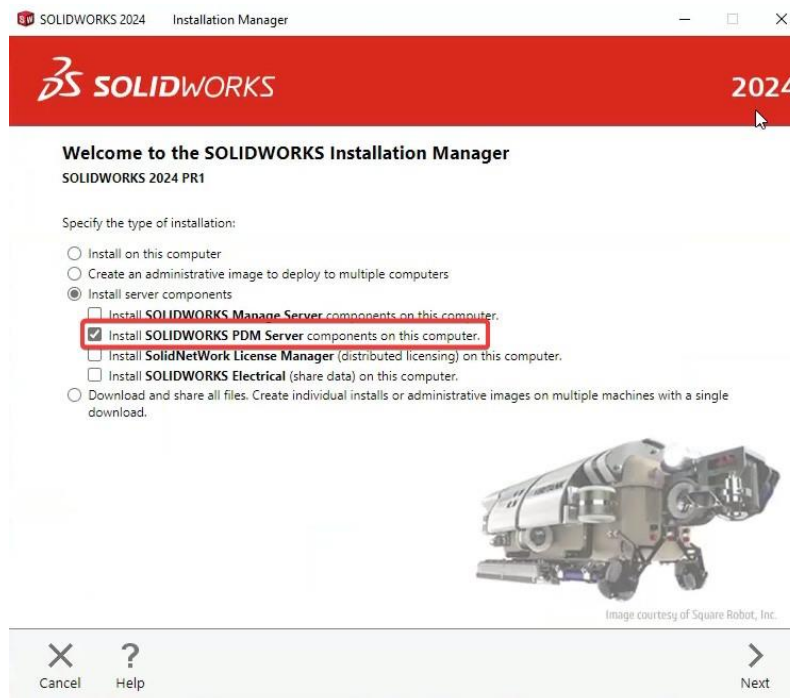 SOLIDWORKS 2024 Installation Manager
SOLIDWORKS
2024
Welcome to the SOLIDWORKS Installation Manager
SOLIDWORKS 2024 PR1
Specify the type of installation:
Install on this computer
Create an administrative image to deploy to multiple computers
Install server components
Install SOLIDWORKS Manage Server components on this computer.
Install SOLIDWORKS PDM Server components on this computer.
Install SolidNetWork License Manager (distributed licensing) on this computer.
Install SOLIDWORKS Electrical (share data) on this computer.
Download and share all files. Create individual installs or administrative images on multiple machines with a single
download.
Image courtesy of Square Robot, Inc.
Cancel
Help
Next